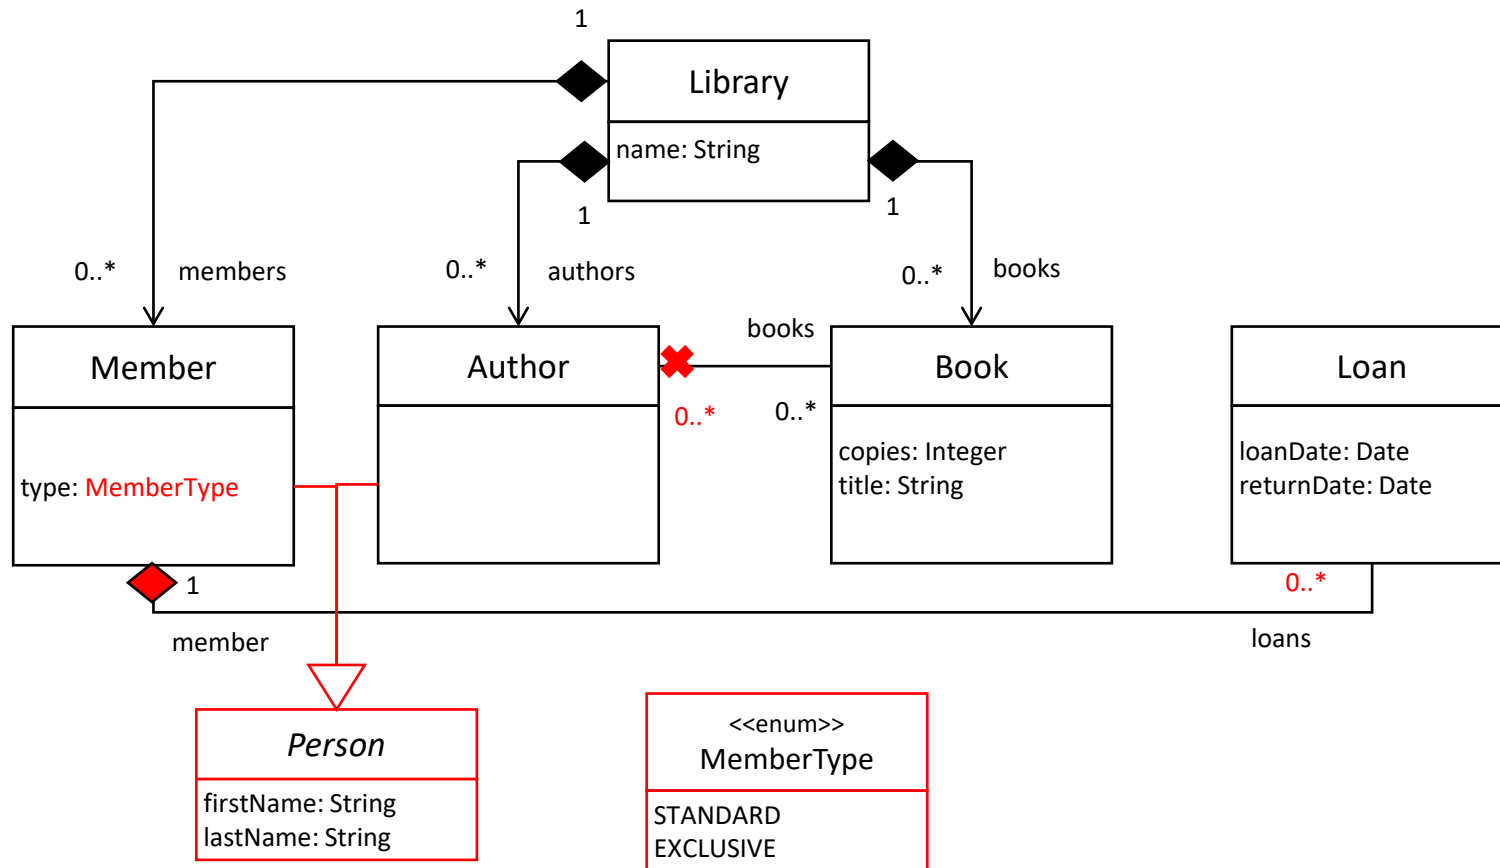 1
Library
name: String
1
1
0..*
members
0..*
authors
0..*
books
Member
type: MemberType
Author
books
0..*
0..*
Book
copies: Integer
title: String
Loan
loanDate: Date
returnDate: Date
1
member
0..*
loans
Person
firstName: String
lastName: String
<<enum>>
MemberType
STANDARD
EXCLUSIVE